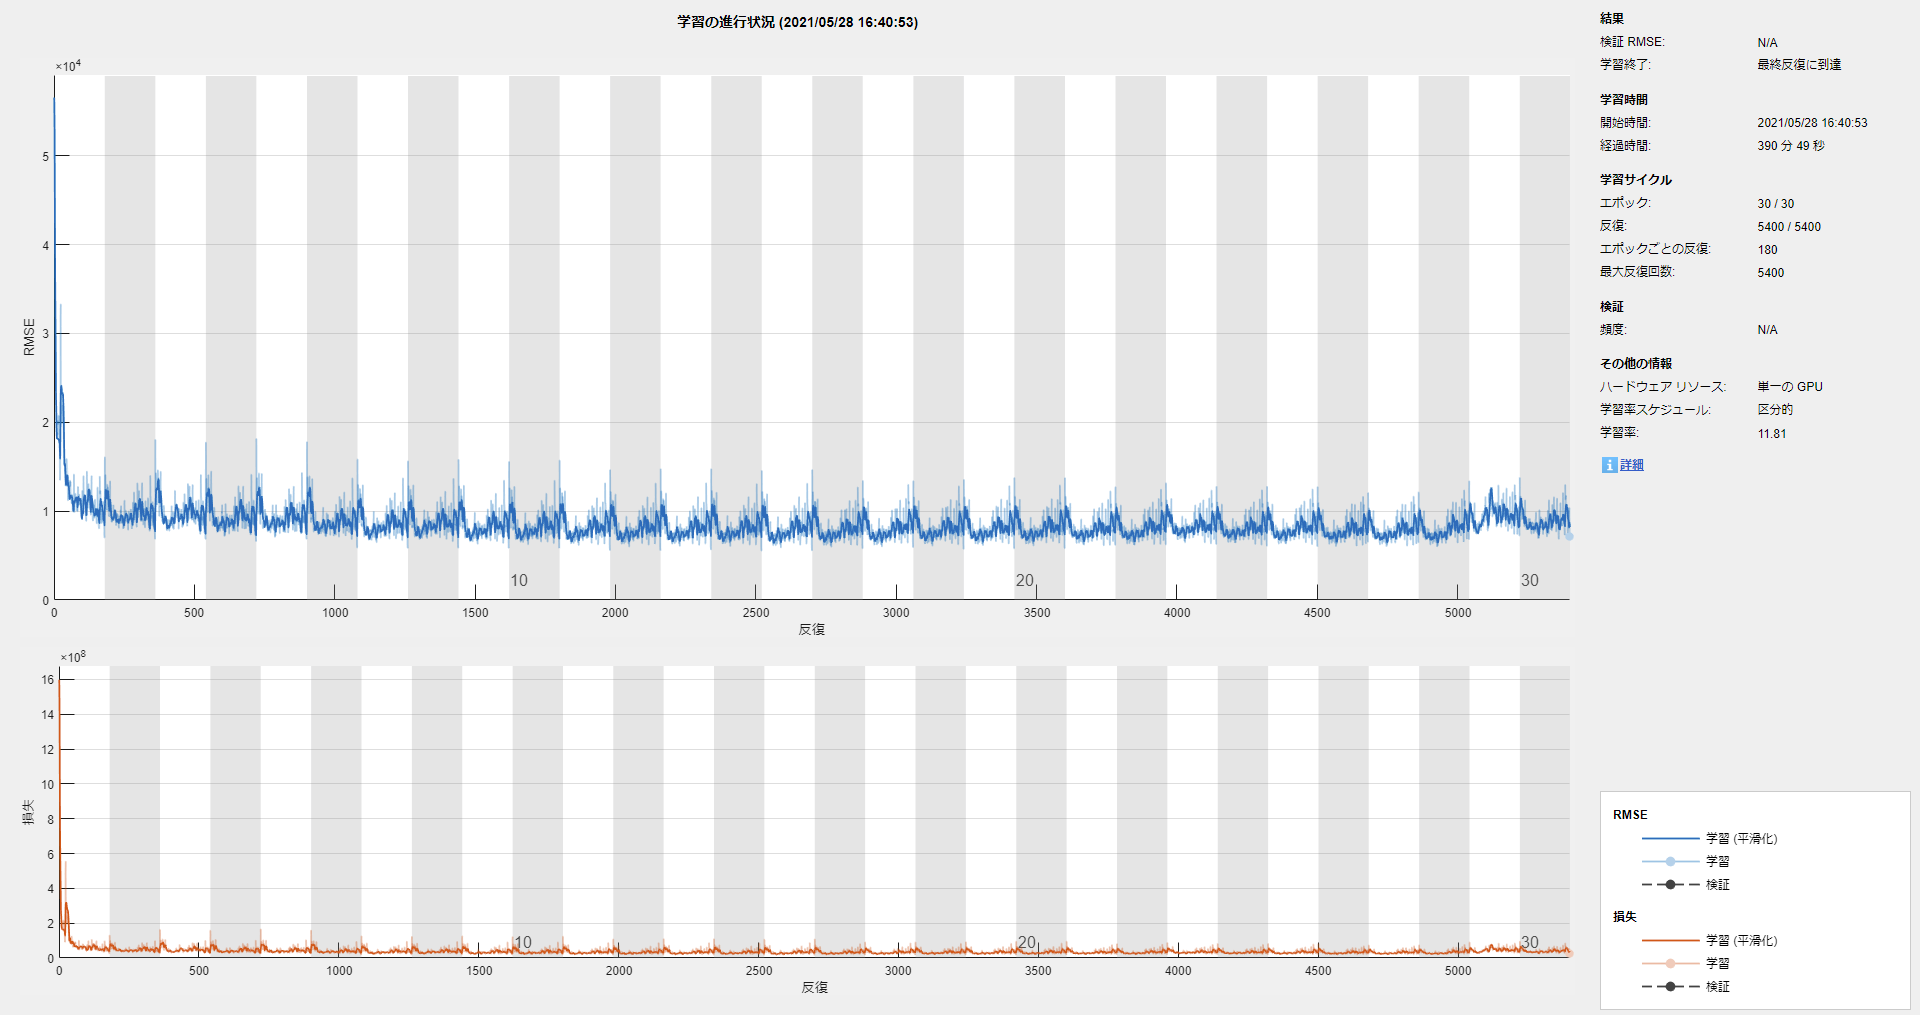 学習の進行状況 (2021/05/28 16:40:53)
×10⁴
5
4
3
2
1
0
RMSE
10
20
30
0 500 1000 1500 2000 2500 3000 3500 4000 4500 5000
反復
×10⁸
16
14
12
10
8
6
4
2
0
損失
10
20
30
0 500 1000 1500 2000 2500 3000 3500 4000 4500 5000
反復
結果
検証 RMSE: N/A
学習終了: 最終反復に到達
学習時間
開始時間: 2021/05/28 16:40:53
経過時間: 390 分 49 秒
学習サイクル
エポック: 30 / 30
反復: 5400 / 5400
エポックごとの反復: 180
最大反復回数: 5400
検証
頻度: N/A
その他の情報
ハードウェア リソース: 単一の GPU
学習率スケジュール: 区分的
学習率: 11.81
i 詳細
RMSE
学習 (平滑化)
学習
検証
損失
学習 (平滑化)
学習
検証